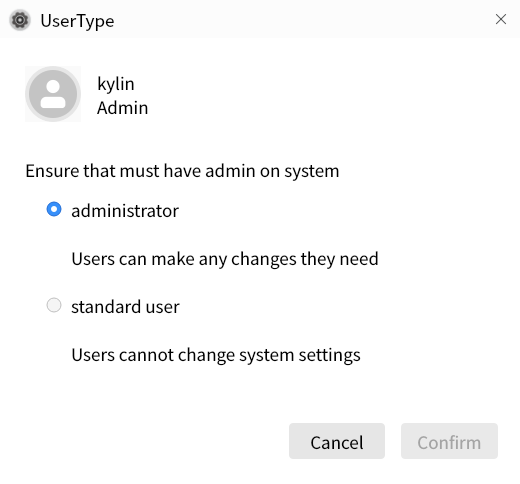 UserType
kylin
Admin
Ensure that must have admin on system
administrator
Users can make any changes they need
standard user
Users cannot change system settings
Cancel
Confirm